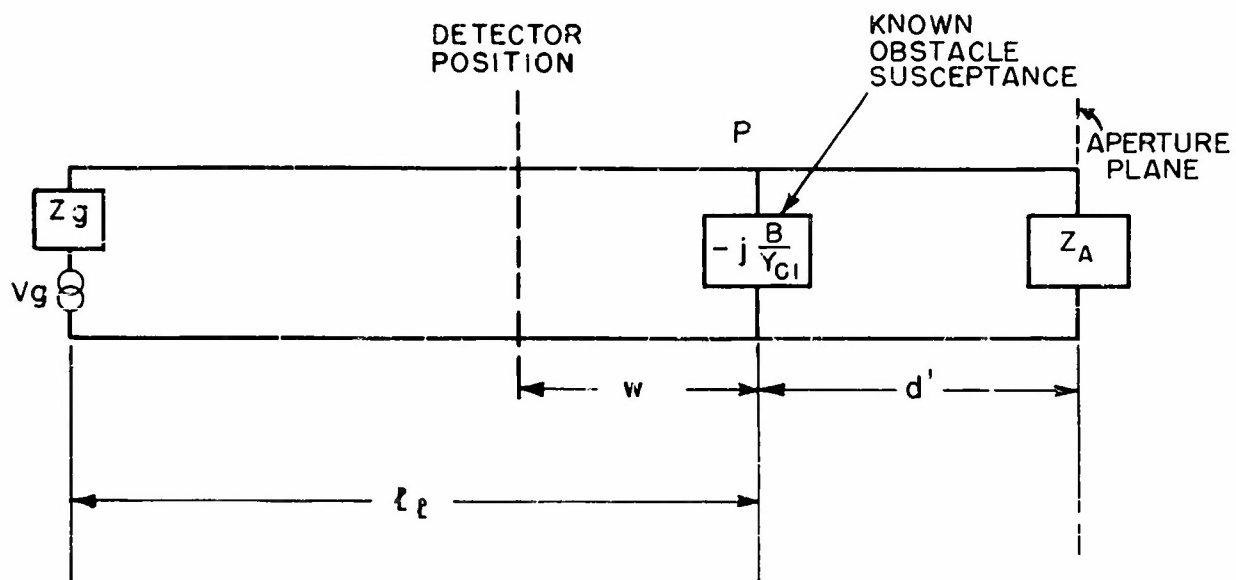 DETECTOR
POSITION
KNOWN
OBSTACLE
SUSCEPTANCE
P
APERTURE
PLANE
Zg
Vg
-j B/YC1
ZA
w
d'
ℓℓ